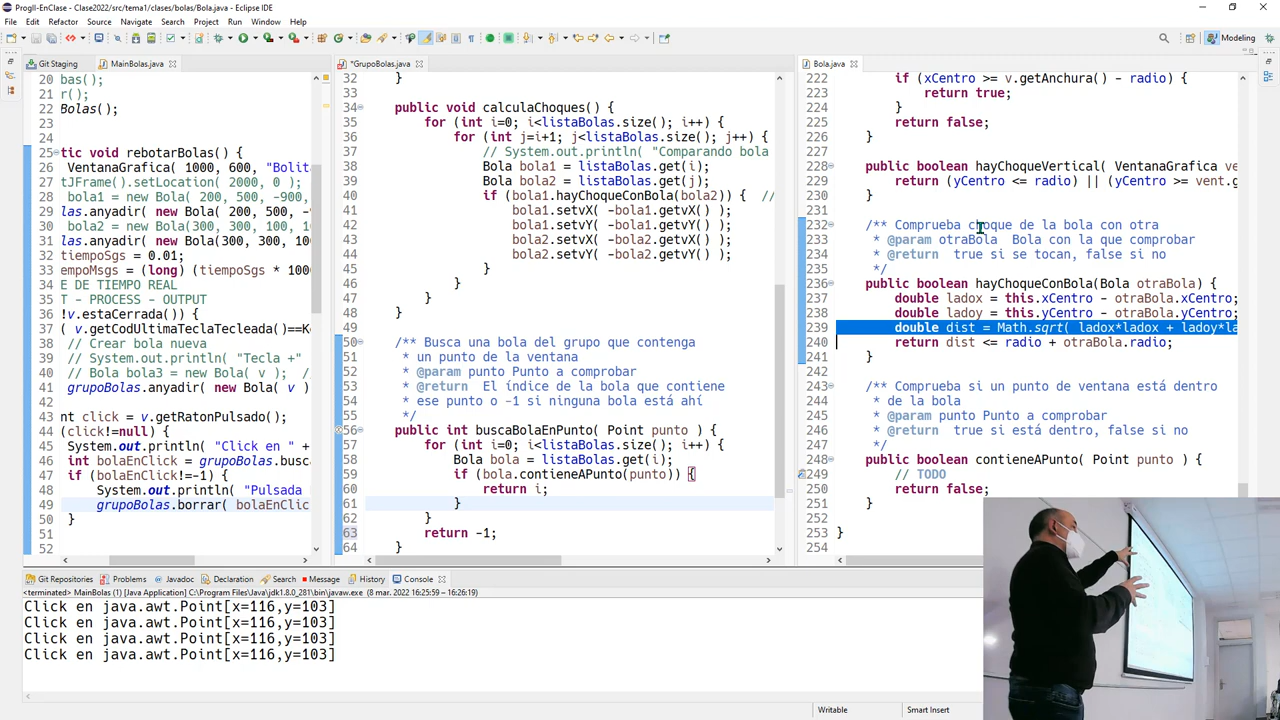 ProgII-EnClase - Clase2022/src/tema1/clases/bolas/Bola.java - Eclipse IDE
File Edit Refactor Source Navigate Search Project Run Window Help
Modeling
Git Staging
MainBolas.java
20 bas();
21 r();
22 Bolas();
23
24
25 tic void rebotarBolas() {
26 VentanaGrafica( 1000, 600, "Bolit
27 tJFrame().setLocation( 2000, 0 );
28 bola1 = new Bola( 200, 500, -900,
29 las.anyadir( new Bola( 200, 500, -
30 bola2 = new Bola( 300, 300, 100, 1
31 las.anyadir( new Bola(300, 300, 10
32 tiempoSgs = 0.01;
33 empoMsgs = (long) (tiempoSgs * 100
34 E DE TIEMPO REAL
35 T - PROCESS - OUTPUT
36 !v.estaCerrada()) {
37 ( v.getCodUltimaTeclaTecleada()==Ke
38 // Crear bola nueva
39 // System.out.println( "Tecla +"
40 // Bola bola3 = new Bola( v ); //
41 grupoBolas.anyadir( new Bola( v )
42
43 nt click = v.getRatonPulsado();
44 (click!=null) {
45 System.out.println( "Click en " +
46 int bolaEnClick = grupoBolas.busc
47 if (bolaEnClick!=-1) {
48 System.out.println( "Pulsada
49 grupoBolas.borrar( bolaEnClic
50 }
51
52
*GrupoBolas.java
32 }
33
34 public void calculaChoques() {
35 for (int i=0; i<listaBolas.size(); i++) {
36 for (int j=i+1; j<listaBolas.size(); j++) {
37 // System.out.println( "Comparando bola
38 Bola bola1 = listaBolas.get(i);
39 Bola bola2 = listaBolas.get(j);
40 if (bola1.hayChoqueConBola(bola2)) { //
41 bola1.setvX( -bola1.getvX() );
42 bola1.setvY( -bola1.getvY() );
43 bola2.setvX( -bola2.getvX() );
44 bola2.setvY( -bola2.getvY() );
45 }
46 }
47 }
48 }
49
50 /** Busca una bola del grupo que contenga
51 * un punto de la ventana
52 * @param punto Punto a comprobar
53 * @return El índice de la bola que contiene
54 * ese punto o -1 si ninguna bola está ahí
55 */
56 public int buscaBolaEnPunto( Point punto ) {
57 for (int i=0; i<listaBolas.size(); i++) {
58 Bola bola = listaBolas.get(i);
59 if (bola.contieneAPunto(punto)) {
60 return i;
61 }
62 }
63 return -1;
64 }
Bola.java
222 if (xCentro >= v.getAnchura() - radio) {
223 return true;
224 }
225 return false;
226 }
227
228 public boolean hayChoqueVertical( VentanaGrafica ve
229 return (yCentro <= radio) || (yCentro >= vent.g
230 }
231
232 /** Comprueba choque de la bola con otra
233 * @param otraBola Bola con la que comprobar
234 * @return true si se tocan, false si no
235 */
236 public boolean hayChoqueConBola(Bola otraBola) {
237 double ladox = this.xCentro - otraBola.xCentro;
238 double ladoy = this.yCentro - otraBola.yCentro;
239 double dist = Math.sqrt( ladox*ladox + ladoy*la
240 return dist <= radio + otraBola.radio;
241 }
242
243 /** Comprueba si un punto de ventana está dentro
244 * de la bola
245 * @param punto Punto a comprobar
246 * @return true si está dentro, false si no
247 */
248 public boolean contieneAPunto( Point punto ) {
249 // TODO
250 return false;
251 }
252
253 }
254
Git Repositories Problems Javadoc Declaration Search Message History Console
<terminated> MainBolas (1) [Java Application] C:\Program Files\Java\jdk1.8.0_281\bin\javaw.exe (8 mar. 2022 16:25:59 – 16:26:19)
Click en java.awt.Point[x=116,y=103]
Click en java.awt.Point[x=116,y=103]
Click en java.awt.Point[x=116,y=103]
Click en java.awt.Point[x=116,y=103]
Writable
Smart Insert